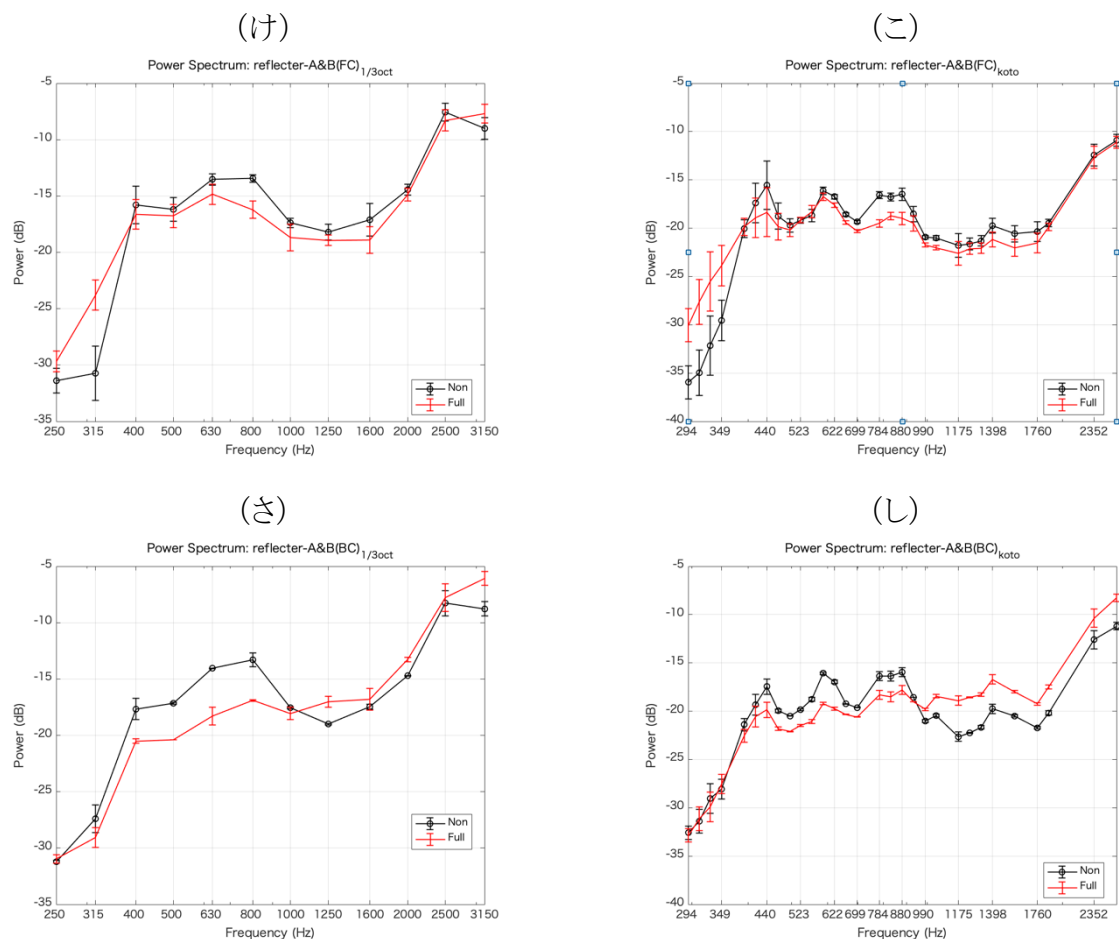 (け)
Power Spectrum: reflecter-A&B(FC)1/3oct
Power (dB)
-5
-10
-15
-20
-25
-30
-35
Non
Full
250 315 400 500 630 800 1000 1250 1600 2000 2500 3150
Frequency (Hz)
(こ)
Power Spectrum: reflecter-A&B(FC)koto
Power (dB)
-5
-10
-15
-20
-25
-30
-35
-40
Non
Full
294 349 440 523 622 699 784 880 990 1175 1398 1760 2352
Frequency (Hz)
(さ)
Power Spectrum: reflecter-A&B(BC)1/3oct
Power (dB)
-5
-10
-15
-20
-25
-30
-35
Non
Full
250 315 400 500 630 800 1000 1250 1600 2000 2500 3150
Frequency (Hz)
(し)
Power Spectrum: reflecter-A&B(BC)koto
Power (dB)
-5
-10
-15
-20
-25
-30
-35
-40
Non
Full
294 349 440 523 622 699 784 880 990 1175 1398 1760 2352
Frequency (Hz)